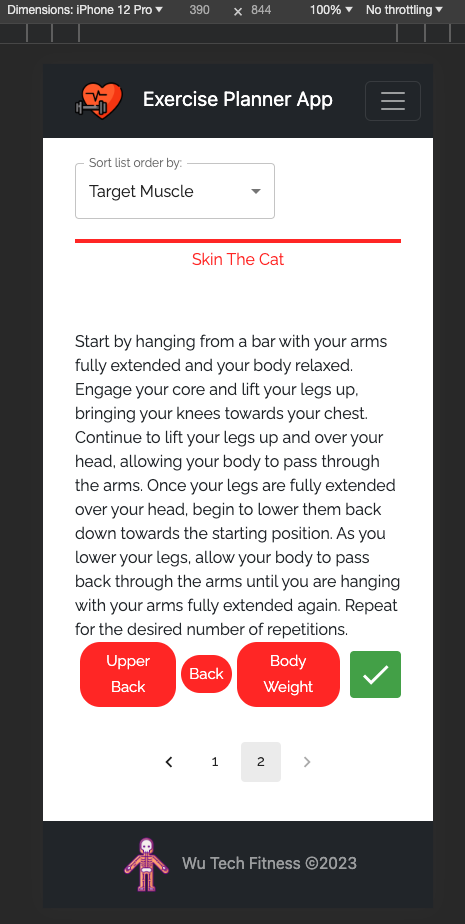 Dimensions: iPhone 12 Pro ▼ 390 × 844 100% ▼ No throttling ▼
Exercise Planner App
Sort list order by:
Target Muscle
Skin The Cat
Start by hanging from a bar with your arms
fully extended and your body relaxed.
Engage your core and lift your legs up,
bringing your knees towards your chest.
Continue to lift your legs up and over your
head, allowing your body to pass through
the arms. Once your legs are fully extended
over your head, begin to lower them back
down towards the starting position. As you
lower your legs, allow your body to pass
back through the arms until you are hanging
with your arms fully extended again. Repeat
for the desired number of repetitions.
Upper
Back
Back
Body
Weight
1 2
Wu Tech Fitness ©2023